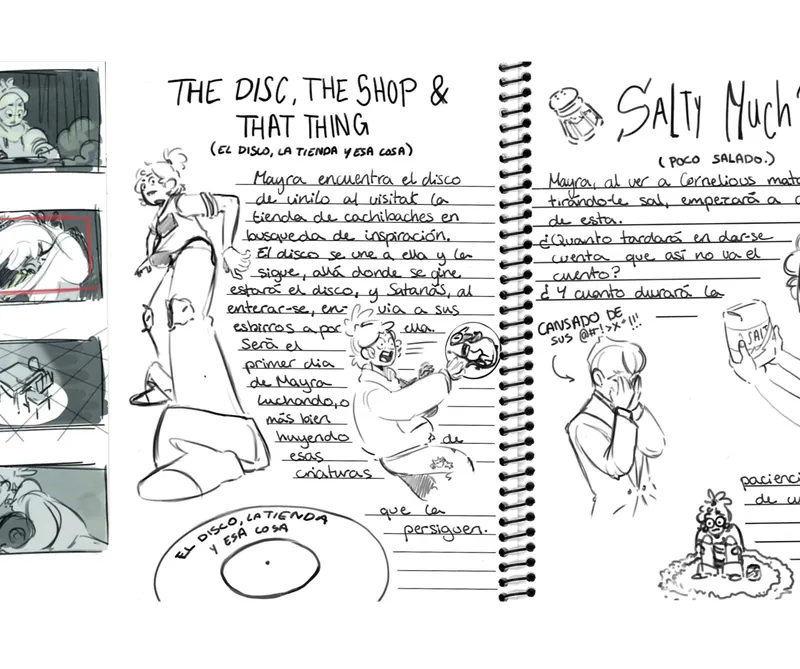 THE DISC, THE SHOP &
THAT THING
(EL DISCO, LA TIENDA Y ESA COSA)
Mayra encuentra el disco
de vinilo al visitat la
tienda de cachibaches en
busqueda de inspiración.
El disco se une a ella y la
sigue, allá donde se gire
estará el disco, y Satanás, al
enterar-se, en- via a sus
esbirros a por ella.
Será el
primer dia
de Mayra
luchando, o
más bien
huyendo de
esas
criaturas
que la
persiguen.
EL DISCO, LA TIENDA
Y ESA COSA
SALTY MUCH?
(POCO SALADO.)
Mayra, al ver a Cornelious
tirándo-le sal, empezará a
de esta.
¿Quanto tardará en dar-se
cuenta que así no va el
cuento?
¿Y cuanto durará la
CANSADO DE
SUS @#!>X*!!!
SALT
de